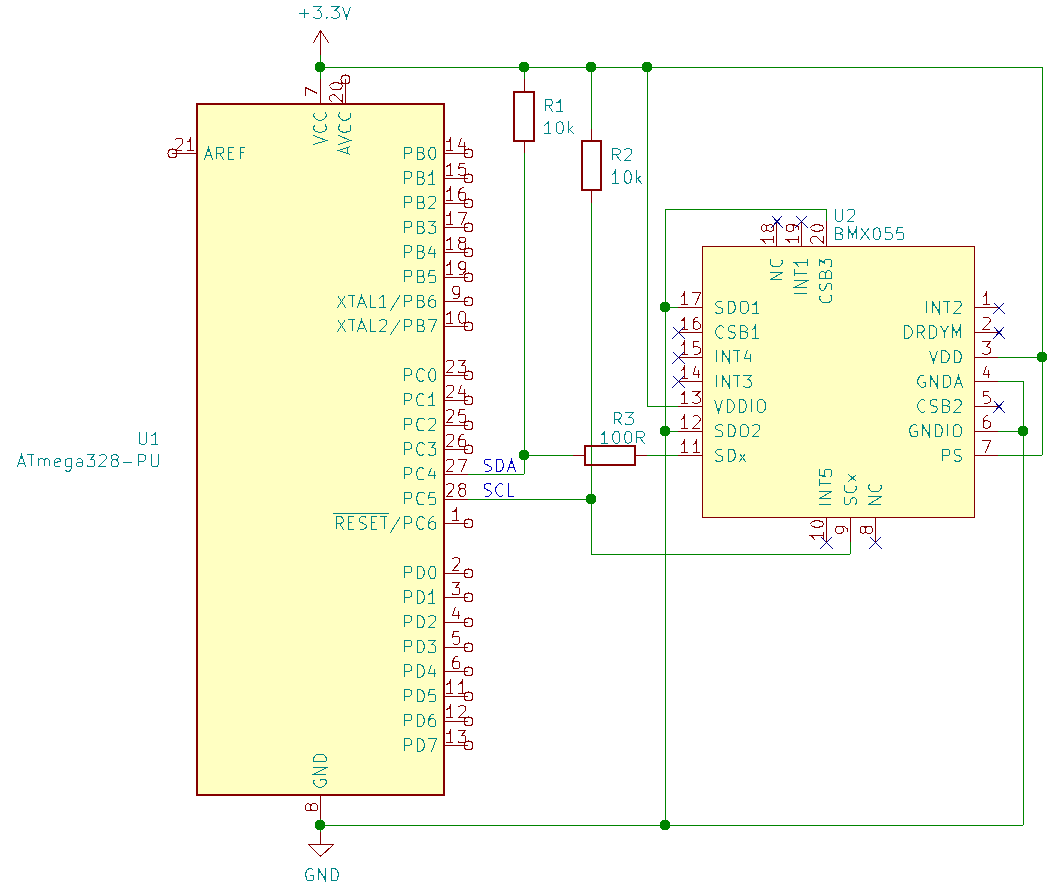 +3.3V
7
20
VCC
AVCC
21
AREF
14
PB0
15
PB1
16
PB2
17
PB3
18
PB4
19
PB5
9
XTAL1/PB6
10
XTAL2/PB7
23
PC0
24
PC1
25
PC2
26
PC3
27
PC4
28
PC5
1
RESET/PC6
2
PD0
3
PD1
4
PD2
5
PD3
6
PD4
11
PD5
12
PD6
13
PD7
U1
ATmega328-PU
GND
8
GND
SDA
SCL
R1
10k
R2
10k
R3
100R
U2
BMX055
18
19
20
NC
INT1
CSB3
17
SDO1
16
CSB1
15
INT4
14
INT3
13
VDDIO
12
SDO2
11
SDx
INT2
1
DRDYM
2
VDD
3
GNDA
4
CSB2
5
GNDIO
6
PS
7
INT5
SCx
NC
10
9
8